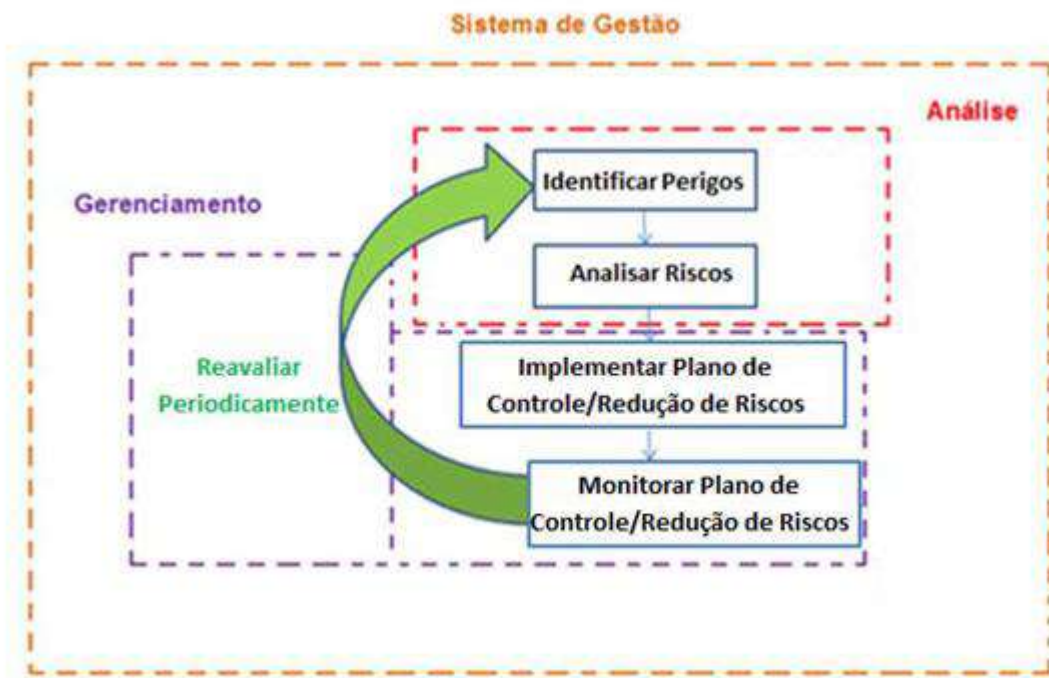 Sistema de Gestão
Análise
Identificar Perigos
Gerenciamento
Analisar Riscos
Reavaliar
Periodicamente
Implementar Plano de
Controle/Redução de Riscos
Monitorar Plano de
Controle/Redução de Riscos